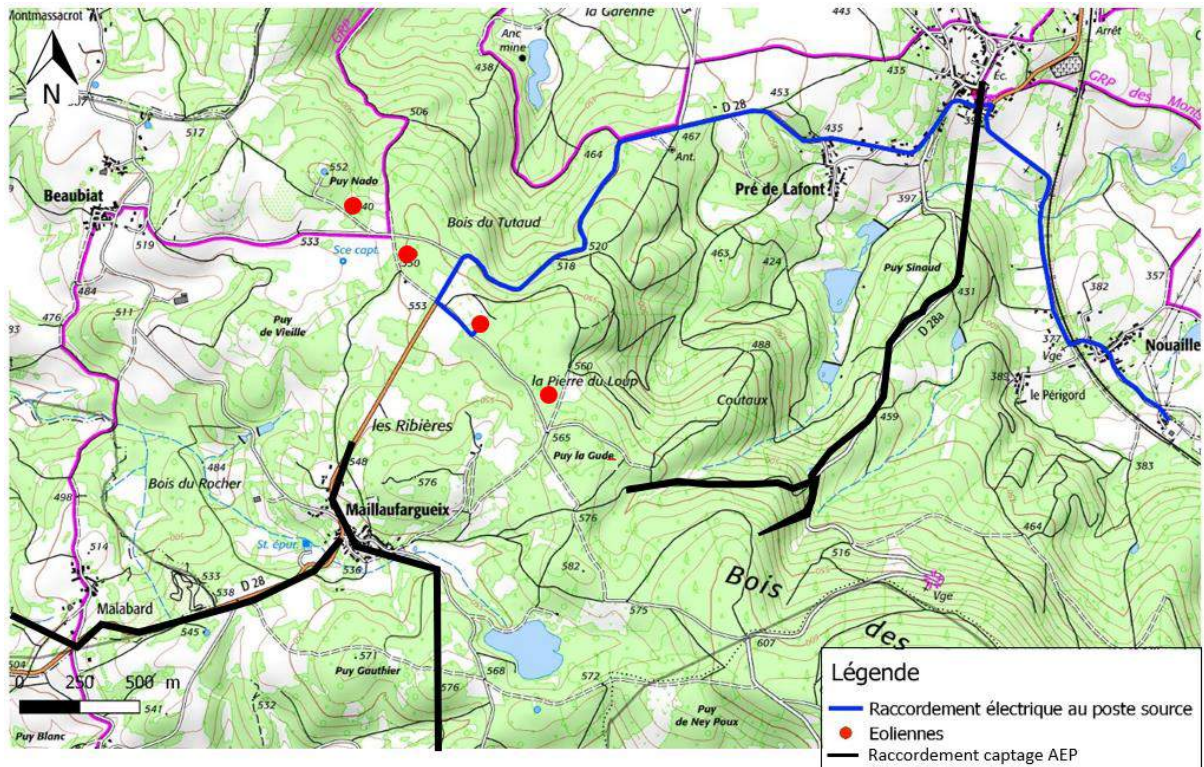 Montmassacrot
la Garenne
443
Arrêt
Anc
mine
438
GRP
435
Éc.
N
GRP des Mon
506
D 28
453
517
467
435
464
Ant.
552
Puy Nado
Pré de Lafont
Beaubiat
Bois du Tutaud
397
533
520
519
Sce capt.
463
424
Puy Sinaud
518
357
484
553
431
382
476
511
Puy
de Vieille
D 28a
377
Vge
Nouaille
488
560
la Pierre du Loup
389
le Périgord
Coutaux
les Ribières
459
565
548
Puy la Gude
383
484
576
Bois du Rocher
498
Maillaufargueix
576
464
St. épur.
514
536
516
533
D 28
582
Bois
Vge
538
Malabard
575
545
607
des
571
504
568
Puy Gauthier
572
576
0 250 500 m
541
532
Puy
de Ney Poux
Puy Blanc
Légende
Raccordement électrique au poste source
Eoliennes
Raccordement captage AEP